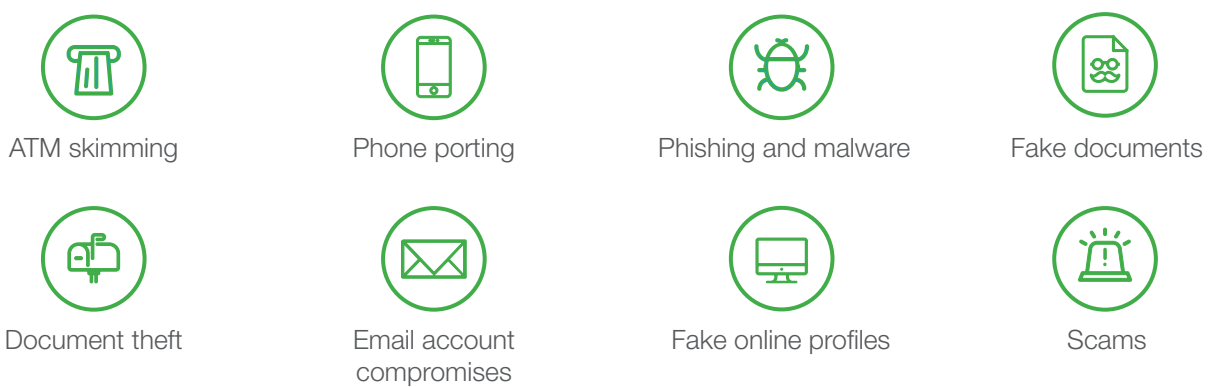 ATM skimming
Phone porting
Phishing and malware
Fake documents
Document theft
Email account
compromises
Fake online profiles
Scams